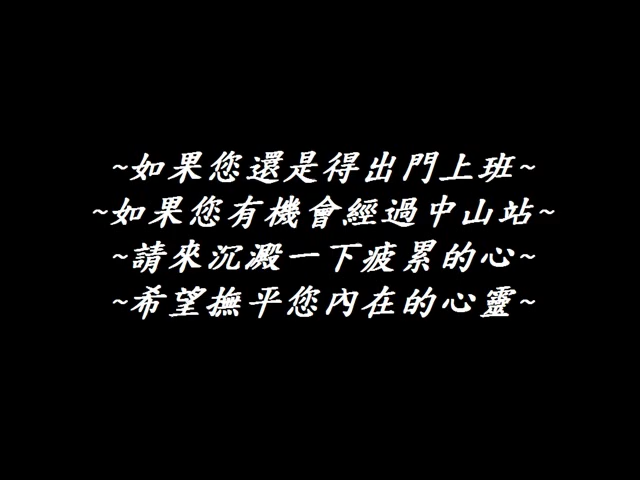 ~如果您還是得出門上班~
~如果您有機會經過中山站~
~請來沉澱一下疲累的心~
~希望撫平您內在的心靈~